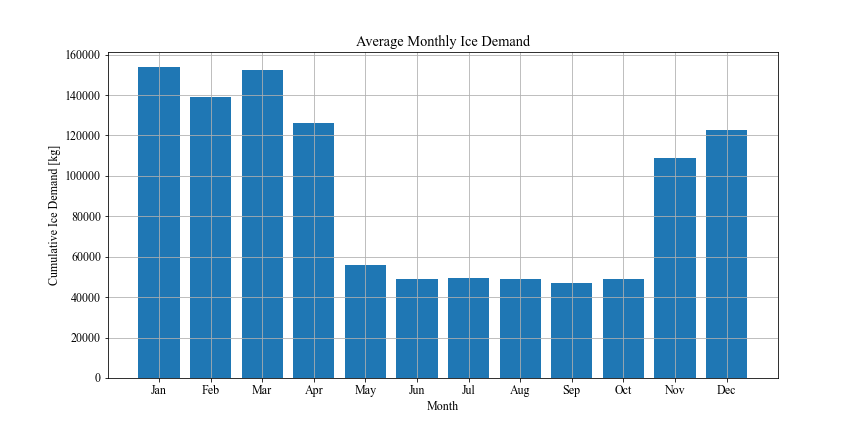 Average Monthly Ice Demand
Cumulative Ice Demand [kg]
160000
140000
120000
100000
80000
60000
40000
20000
0
Jan Feb Mar Apr May Jun Jul Aug Sep Oct Nov Dec
Month